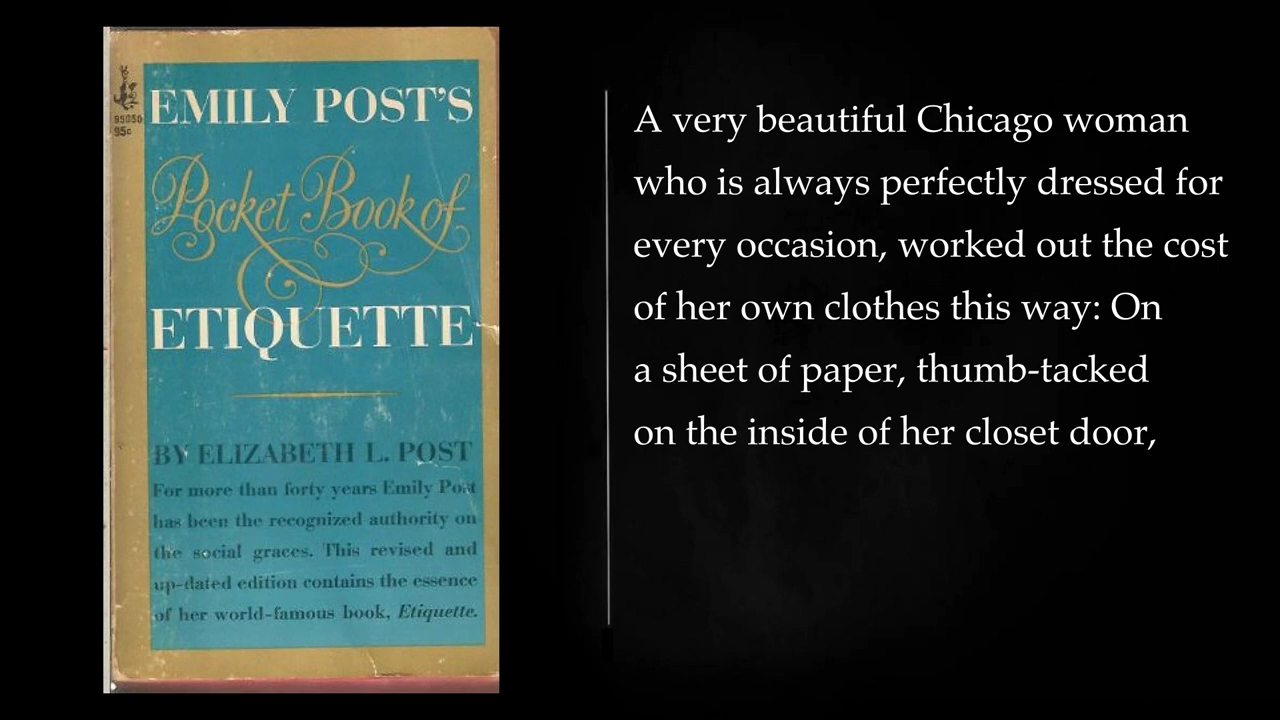 EMILY POST'S
95050
95c
Pocket Book of
ETIQUETTE
BY ELIZABETH L. POST
For more than forty years Emily Post
has been the recognized authority on
the social graces. This revised and
up-dated edition contains the essence
of her world-famous book, Etiquette.
A very beautiful Chicago woman
who is always perfectly dressed for
every occasion, worked out the cost
of her own clothes this way: On
a sheet of paper, thumb-tacked
on the inside of her closet door,